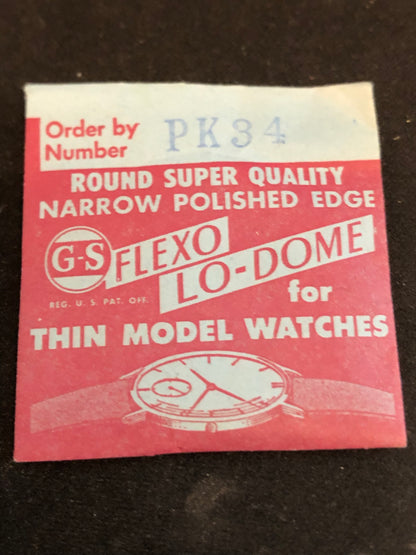 Order by
Number PK34
ROUND SUPER QUALITY
NARROW POLISHED EDGE
G-S FLEXO
LO-DOME
REG. U. S. PAT. OFF.
for
THIN MODEL WATCHES